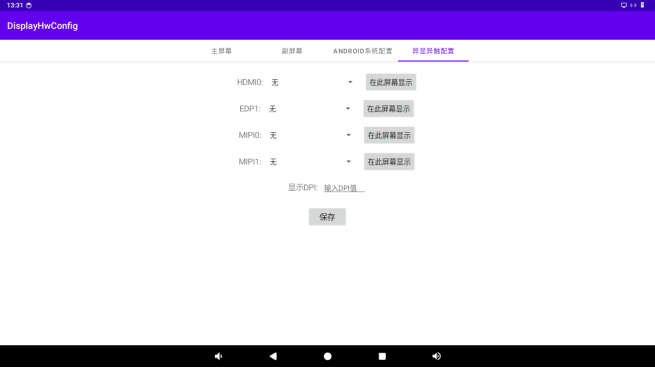 13:31
DisplayHwConfig
主屏幕 副屏幕 ANDROID系统配置 异显异触配置
HDMI0: 无 在此屏幕显示
EDP1: 无 在此屏幕显示
MIPI0: 无 在此屏幕显示
MIPI1: 无 在此屏幕显示
显示DPI: 输入DPI值
保存